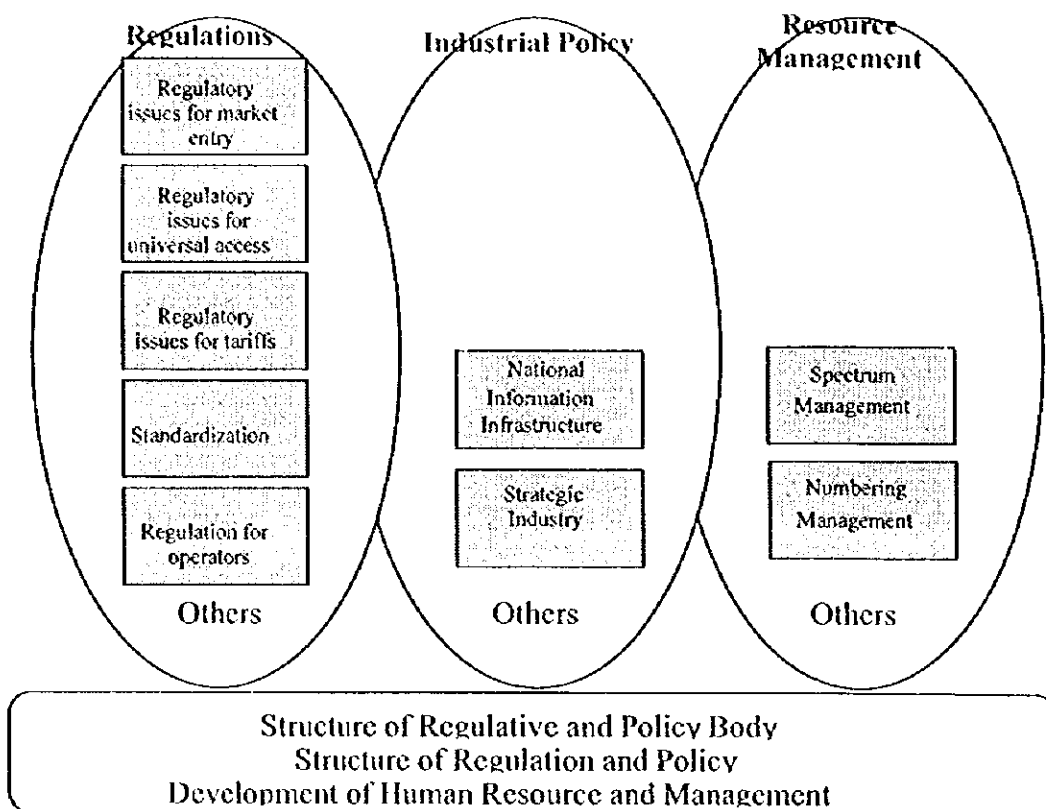 Regulations
Regulatory
issues for market
entry
Regulatory
issues for
universal access
Regulatory
issues for tariffs
Standardization
Regulation for
operators
Others
Industrial Policy
National
Information
Infrastructure
Strategic
Industry
Others
Resource
Management
Spectrum
Management
Numbering
Management
Others
Structure of Regulative and Policy Body
Structure of Regulation and Policy
Development of Human Resource and Management